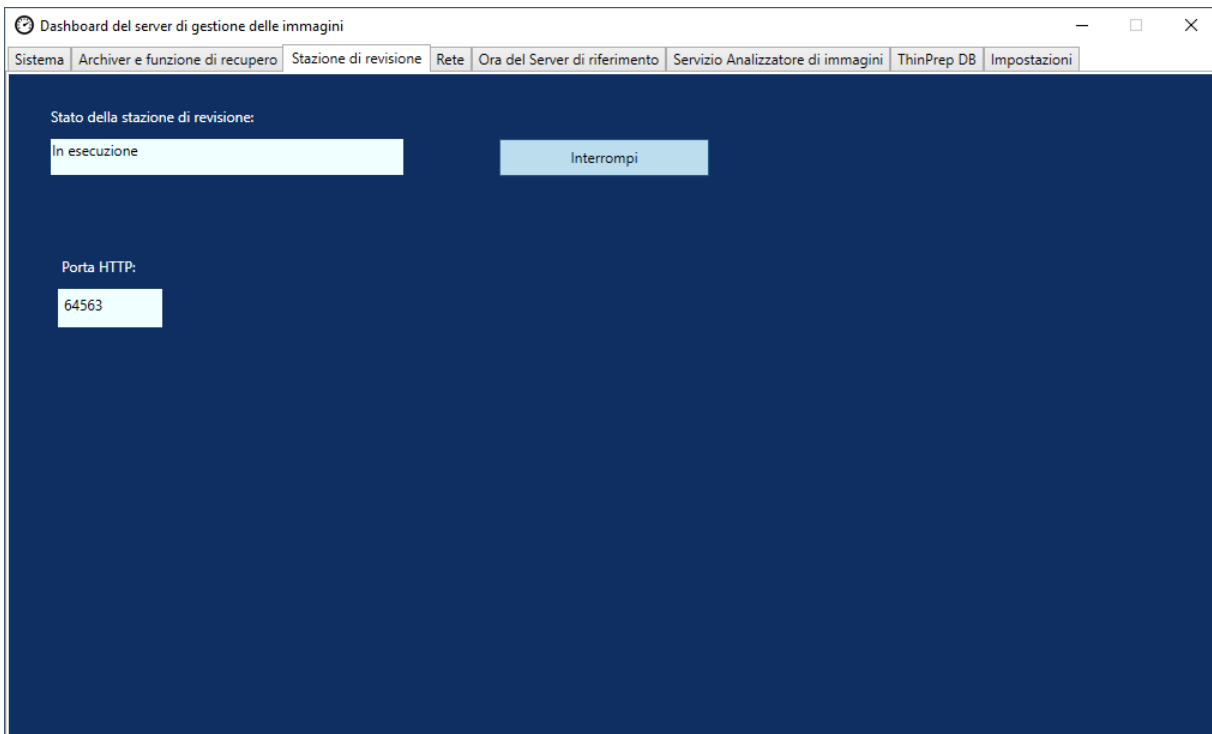 Dashboard del server di gestione delle immagini
Sistema Archiver e funzione di recupero Stazione di revisione Rete Ora del Server di riferimento Servizio Analizzatore di immagini ThinPrep DB Impostazioni
Stato della stazione di revisione:
In esecuzione Interrompi
Porta HTTP:
64563